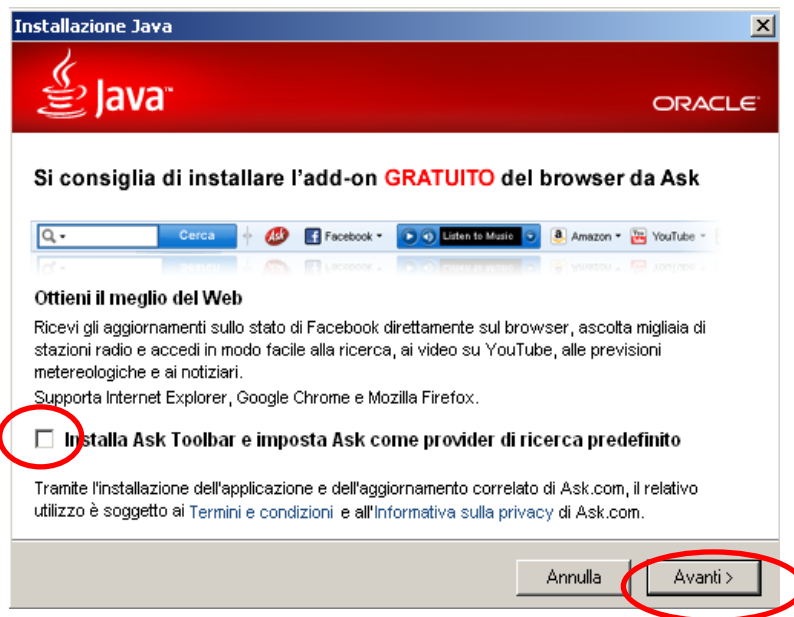 Installazione Java
Java™
ORACLE
Si consiglia di installare l'add-on GRATUITO del browser da Ask
Cerca Ask Facebook Listen to Music Amazon YouTube
Ottieni il meglio del Web
Ricevi gli aggiornamenti sullo stato di Facebook direttamente sul browser, ascolta migliaia di
stazioni radio e accedi in modo facile alla ricerca, ai video su YouTube, alle previsioni
metereologiche e ai notiziari.
Supporta Internet Explorer, Google Chrome e Mozilla Firefox.
Installa Ask Toolbar e imposta Ask come provider di ricerca predefinito
Tramite l'installazione dell'applicazione e dell'aggiornamento correlato di Ask.com, il relativo
utilizzo è soggetto ai Termini e condizioni e all'Informativa sulla privacy di Ask.com.
Annulla Avanti >